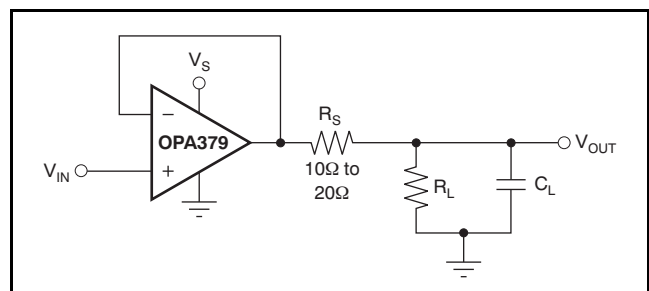 V_S
R_S
OPA379
V_OUT
10Ω to
20Ω
V_IN
R_L
C_L
−
+